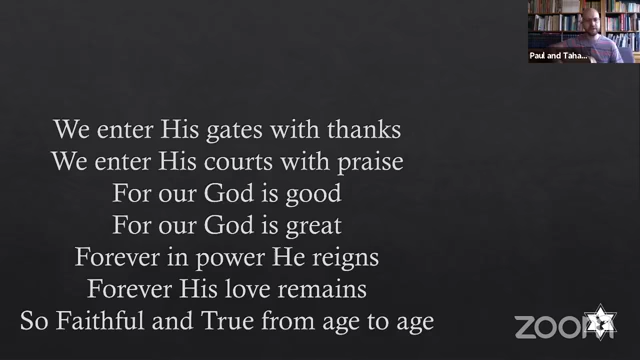 Paul and Taha...
We enter His gates with thanks
We enter His courts with praise
For our God is good
For our God is great
Forever in power He reigns
Forever His love remains
So Faithful and True from age to age
zoom